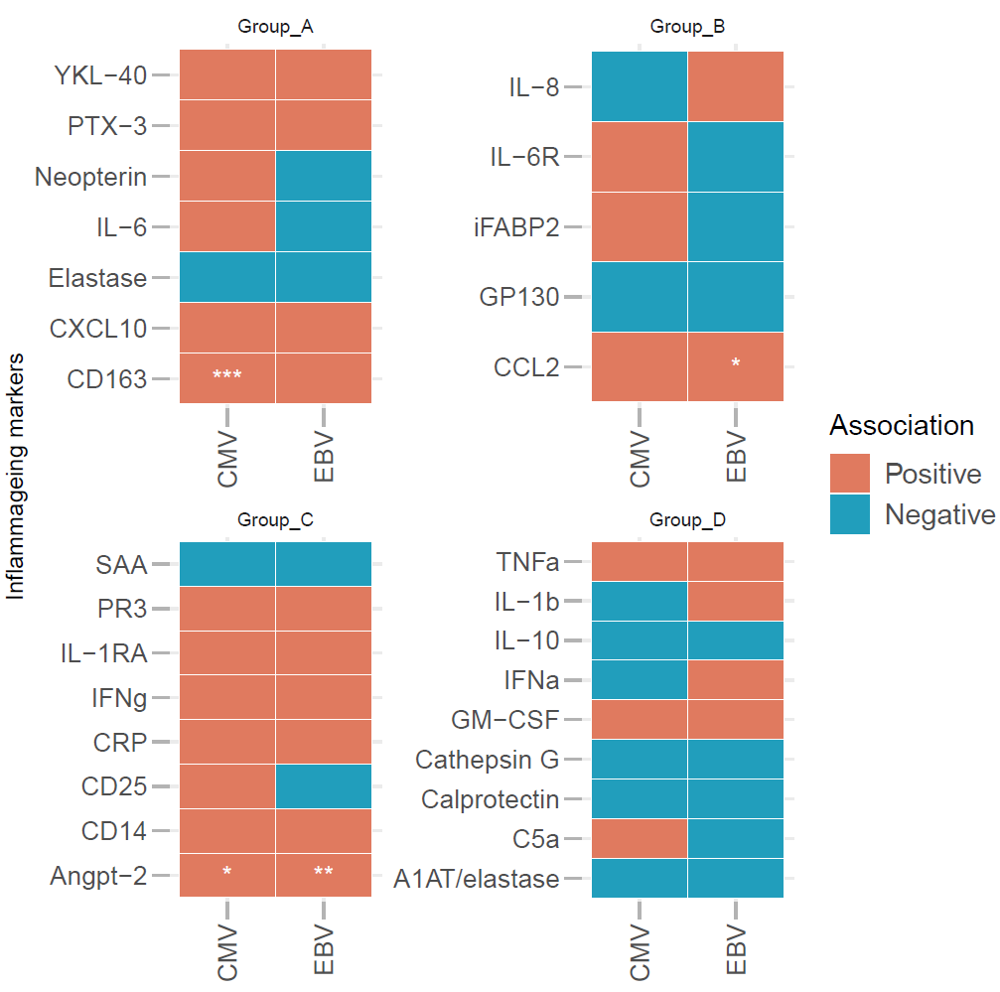 Inflammageing markers
Group_A
YKL−40
PTX−3
Neopterin
IL−6
Elastase
CXCL10
CD163
***
CMV
EBV
Group_B
IL−8
IL−6R
iFABP2
GP130
CCL2
*
CMV
EBV
Group_C
SAA
PR3
IL−1RA
IFNg
CRP
CD25
CD14
Angpt−2
* **
CMV
EBV
Group_D
TNFa
IL−1b
IL−10
IFNa
GM−CSF
Cathepsin G
Calprotectin
C5a
A1AT/elastase
CMV
EBV
Association
Positive
Negative